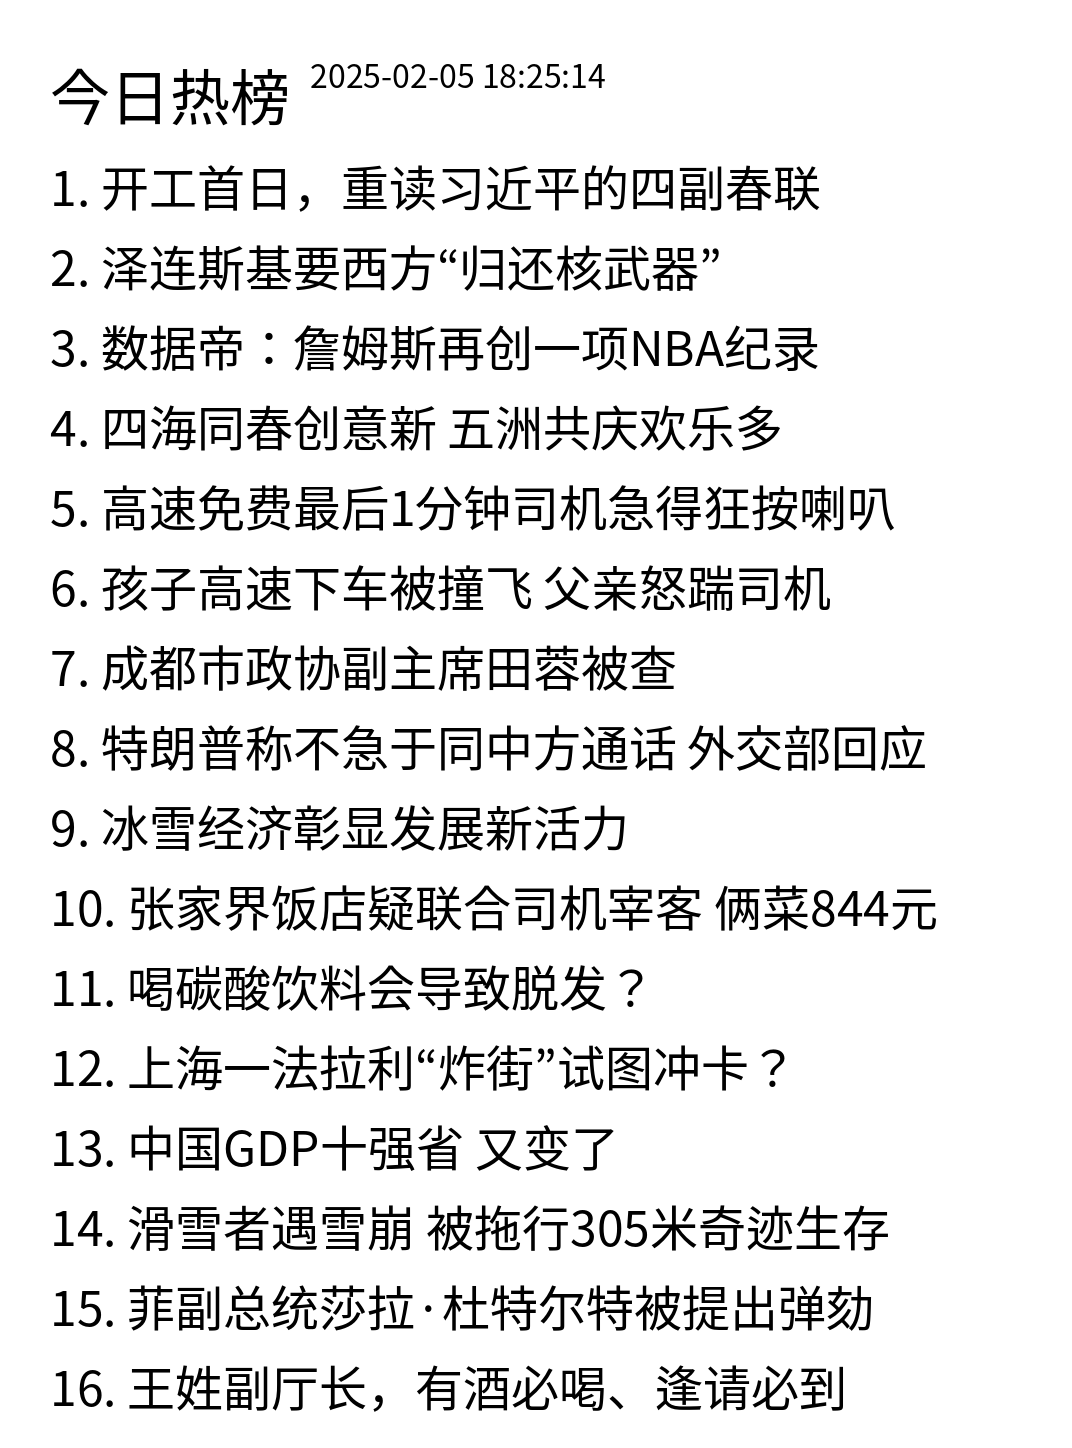 今日热榜 2025-02-05 18:25:14
1. 开工首日，重读习近平的四副春联
2. 泽连斯基要西方“归还核武器”
3. 数据帝：詹姆斯再创一项NBA纪录
4. 四海同春创意新 五洲共庆欢乐多
5. 高速免费最后1分钟司机急得狂按喇叭
6. 孩子高速下车被撞飞 父亲怒踹司机
7. 成都市政协副主席田蓉被查
8. 特朗普称不急于同中方通话 外交部回应
9. 冰雪经济彰显发展新活力
10. 张家界饭店疑联合司机宰客 俩菜844元
11. 喝碳酸饮料会导致脱发？
12. 上海一法拉利“炸街”试图冲卡？
13. 中国GDP十强省 又变了
14. 滑雪者遇雪崩 被拖行305米奇迹生存
15. 菲副总统莎拉·杜特尔特被提出弹劾
16. 王姓副厅长，有酒必喝、逢请必到